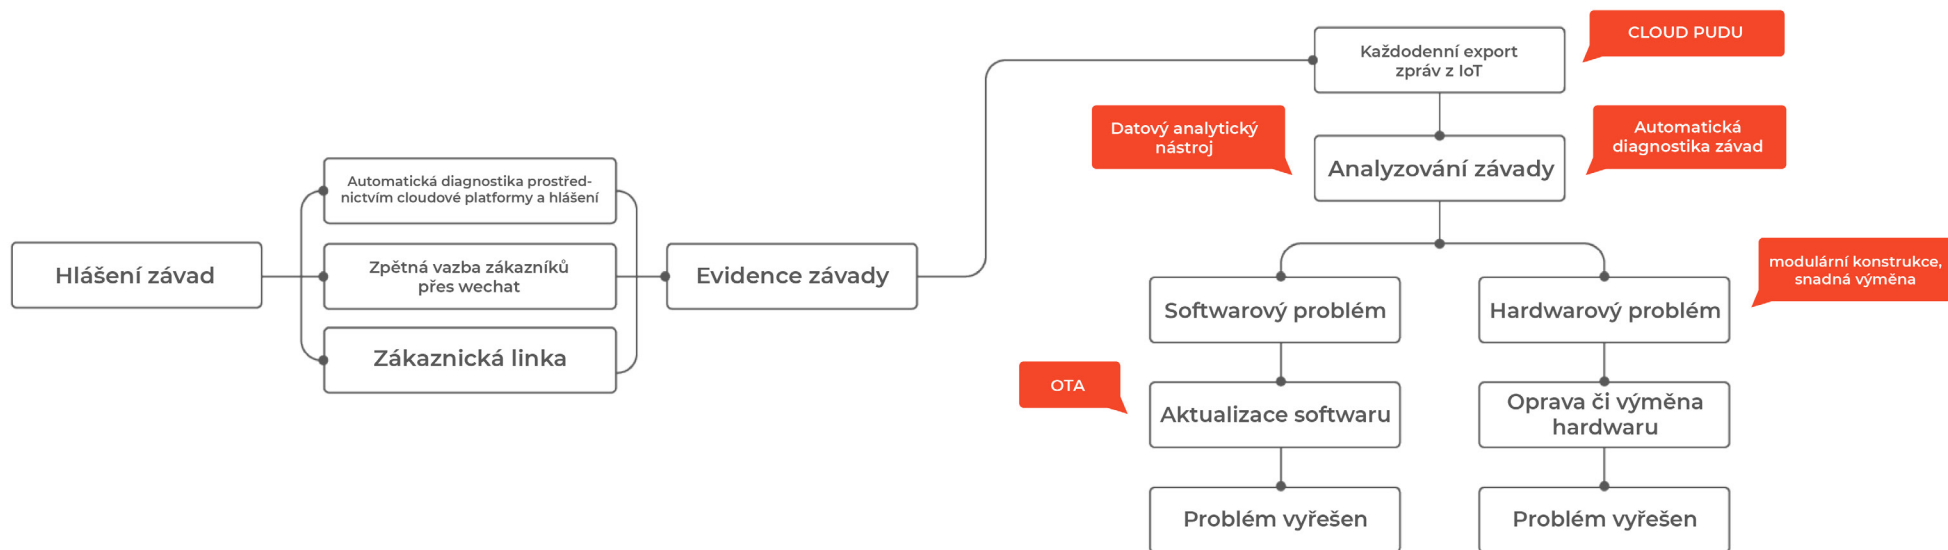 Hlášení závad
Automatická diagnostika prostřed-
nictvím cloudové platformy a hlášení
Zpětná vazba zákazníků
přes wechat
Zákaznická linka
Evidence závady
Každodenní export
zpráv z IoT
CLOUD PUDU
Datový analytický
nástroj
Analyzování závady
Automatická
diagnostika závad
Softwarový problém
Hardwarový problém
modulární konstrukce,
snadná výměna
OTA
Aktualizace softwaru
Oprava či výměna
hardwaru
Problém vyřešen
Problém vyřešen